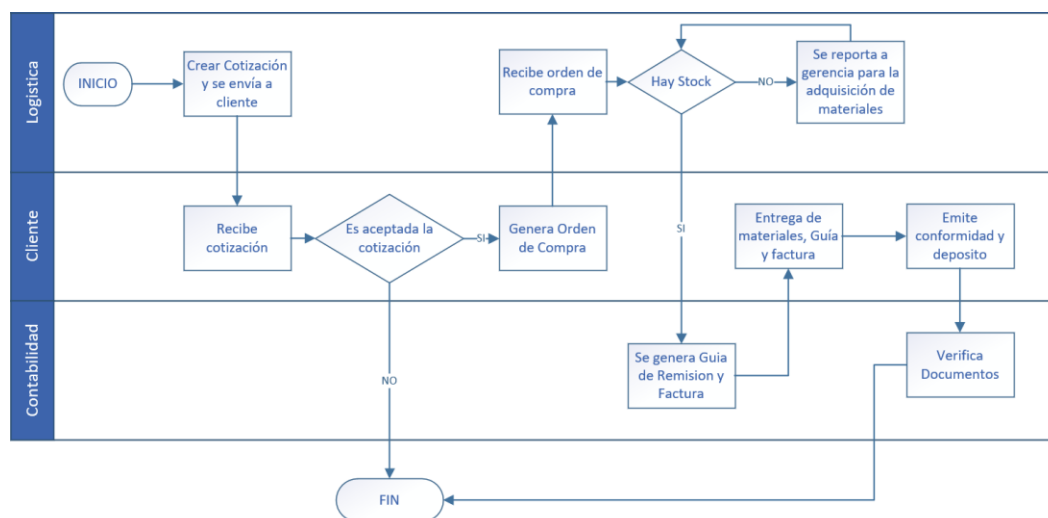 Logistica
INICIO
Crear Cotización
y se envía a
cliente
Recibe orden de
compra
Hay Stock
NO
Se reporta a
gerencia para la
adquisición de
materiales
Cliente
Recibe
cotización
Es aceptada la
cotización
SI
Genera Orden
de Compra
SI
Entrega de
materiales, Guía
y factura
Emite
conformidad y
deposito
Contabilidad
NO
Se genera Guia
de Remision y
Factura
Verifica
Documentos
FIN